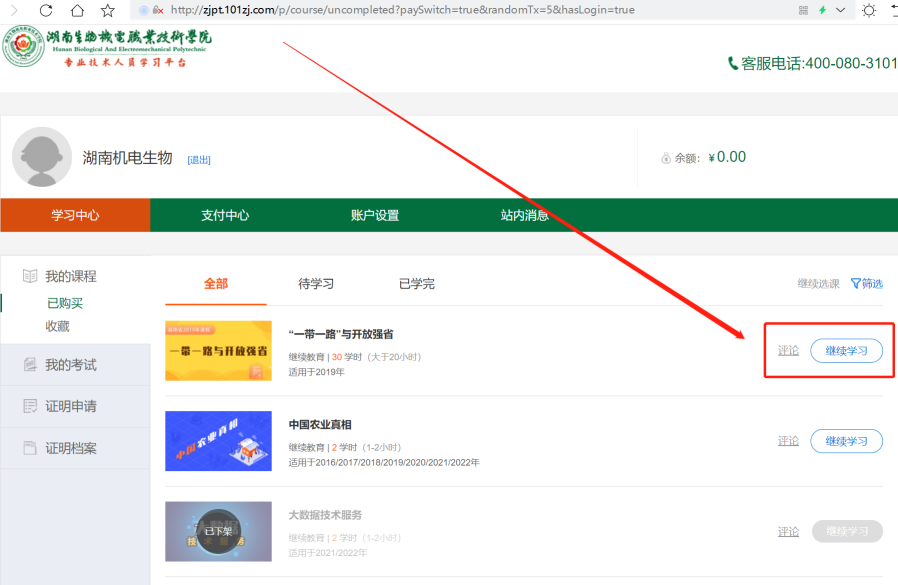 http://zjpt.101zj.com/p/course/uncompleted?paySwitch=true&randomTx=5&hasLogin=true
湖南生物機電職業技術學院
Hunan Biological And Electromechanical Polytechnic
专业技术人员学习平台
客服电话:400-080-3101
湖南机电生物 [退出]
余额: ¥0.00
学习中心 支付中心 账户设置 站内消息
我的课程
已购买
收藏
我的考试
证明申请
证明档案
全部 待学习 已学完 继续选课 筛选
一带一路与开放强省
“一带一路”与开放强省
继续教育 | 30 学时 (大于20小时)
适用于2019年
评论 继续学习
中国农业真相
中国农业真相
继续教育 | 2 学时 (1-2小时)
适用于2016/2017/2018/2019/2020/2021/2022年
评论 继续学习
已下架
大数据技术服务
继续教育 | 2 学时 (1-2小时)
适用于2021/2022年
评论 继续学习